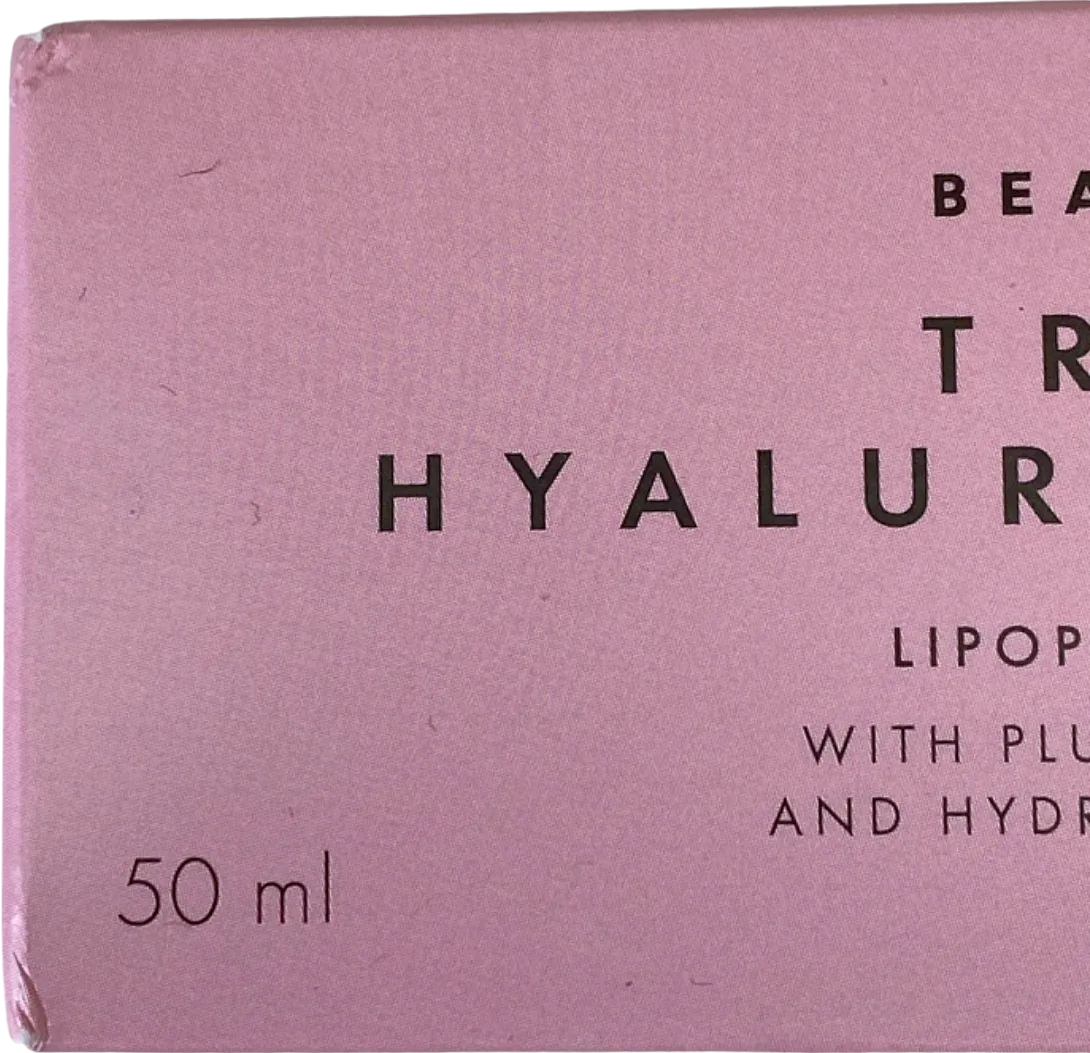 BEA
TR
HYALUR
LIPOP
WITH PLU
AND HYDR
50 ml